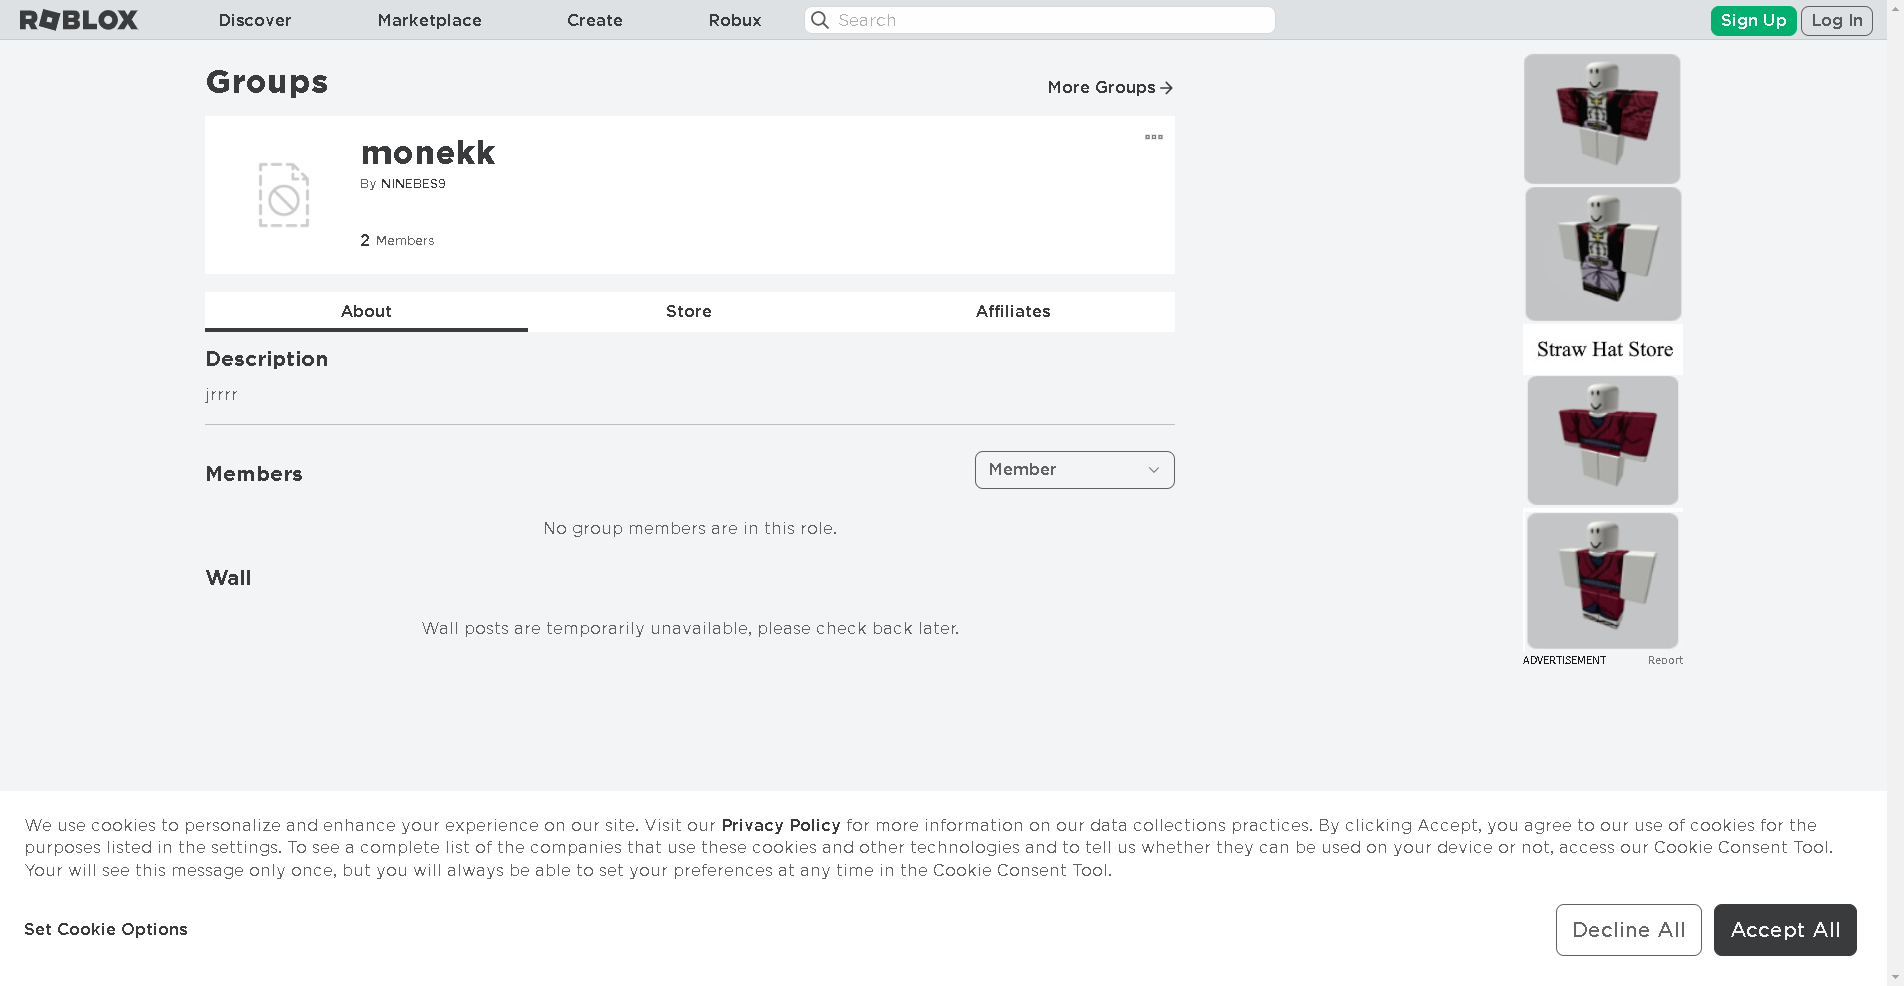 ROBLOX Discover Marketplace Create Robux Search Sign Up Log In
Groups
More Groups
monekk
By NINEBES9
2 Members
About Store Affiliates
Description
jrrrr
Members
Member
No group members are in this role.
Wall
Wall posts are temporarily unavailable, please check back later.
Straw Hat Store
ADVERTISEMENT Report
We use cookies to personalize and enhance your experience on our site. Visit our Privacy Policy for more information on our data collections practices. By clicking Accept, you agree to our use of cookies for the
purposes listed in the settings. To see a complete list of the companies that use these cookies and other technologies and to tell us whether they can be used on your device or not, access our Cookie Consent Tool.
Your will see this message only once, but you will always be able to set your preferences at any time in the Cookie Consent Tool.
Set Cookie Options
Decline All
Accept All